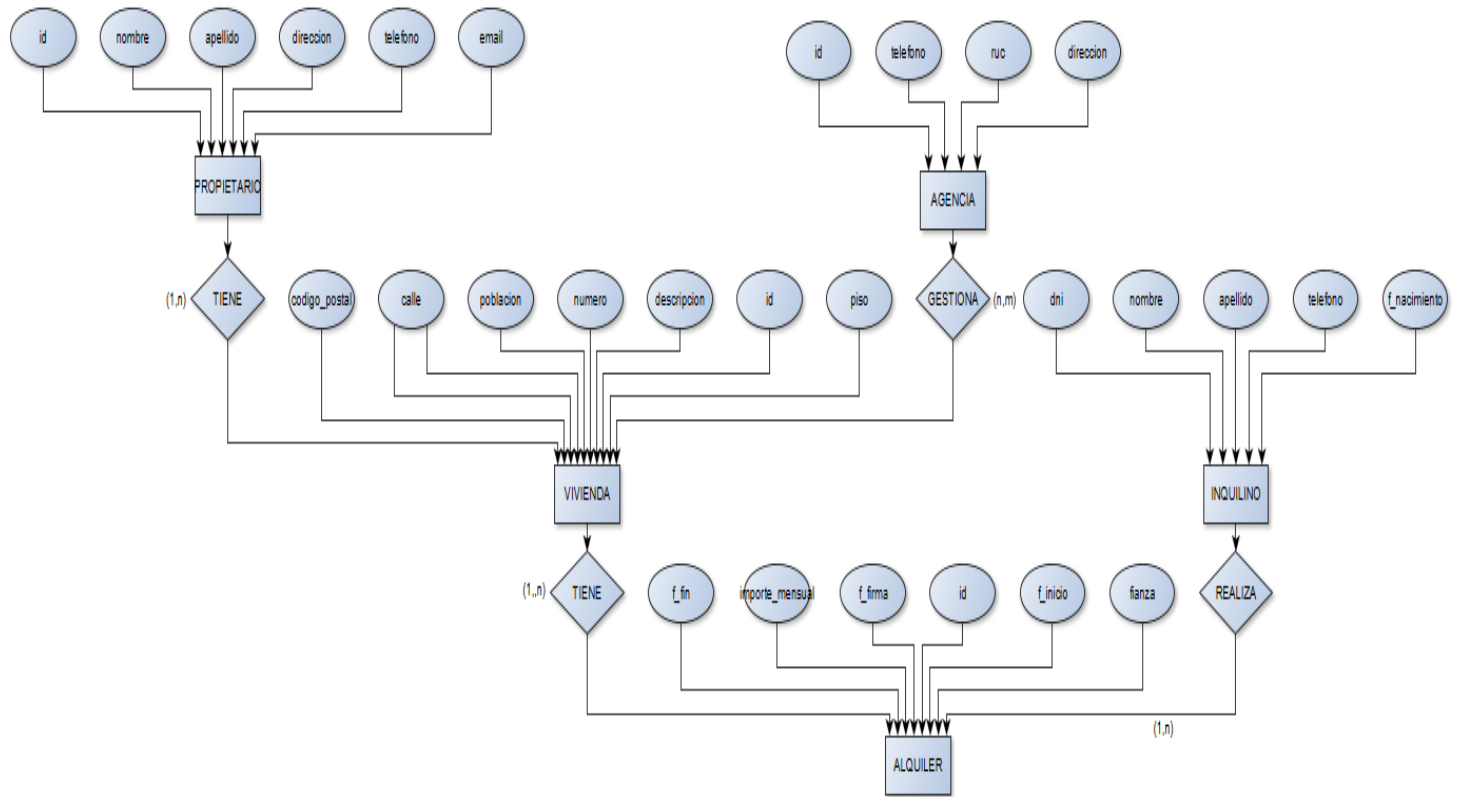 id
nombre
apellido
direccion
telefono
email
id
telefono
ruc
direccion
PROPIETARIO
AGENCIA
(1,n)
TIENE
codigo_postal
calle
poblacion
numero
descripcion
id
piso
GESTIONA
(n,m)
dni
nombre
apellido
telefono
f_nacimiento
VIVIENDA
INQUILINO
(1,,n)
TIENE
f_fin
importe_mensual
f_firma
id
f_inicio
fianza
REALIZA
(1,n)
ALQUILER